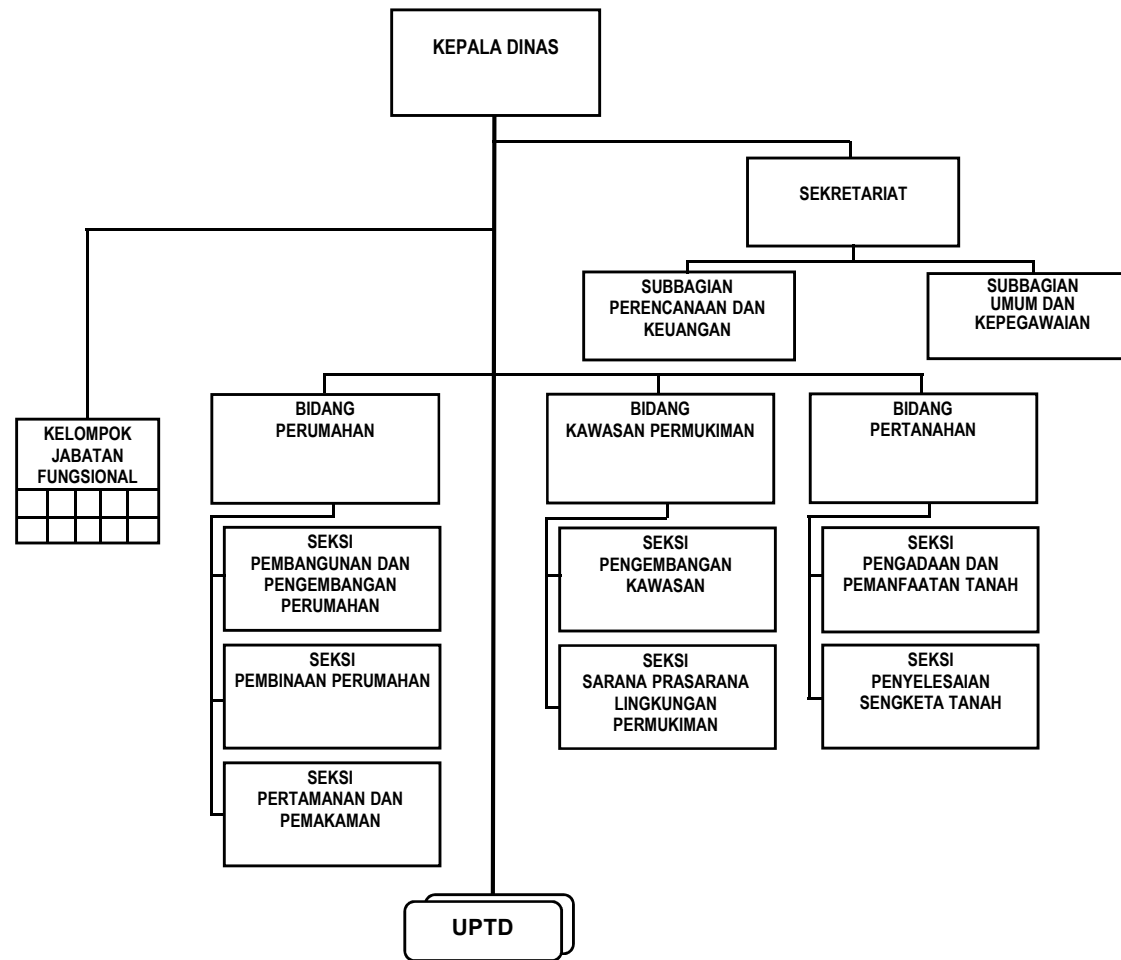 KEPALA DINAS
SEKRETARIAT
SUBBAGIAN
PERENCANAAN DAN
KEUANGAN
SUBBAGIAN
UMUM DAN
KEPEGAWAIAN
KELOMPOK
JABATAN
FUNGSIONAL
BIDANG
PERUMAHAN
BIDANG
KAWASAN PERMUKIMAN
BIDANG
PERTANAHAN
SEKSI
PEMBANGUNAN DAN
PENGEMBANGAN
PERUMAHAN
SEKSI
PENGEMBANGAN
KAWASAN
SEKSI
PENGADAAN DAN
PEMANFAATAN TANAH
SEKSI
PEMBINAAN PERUMAHAN
SEKSI
SARANA PRASARANA
LINGKUNGAN
PERMUKIMAN
SEKSI
PENYELESAIAN
SENGKETA TANAH
SEKSI
PERTAMANAN DAN
PEMAKAMAN
UPTD